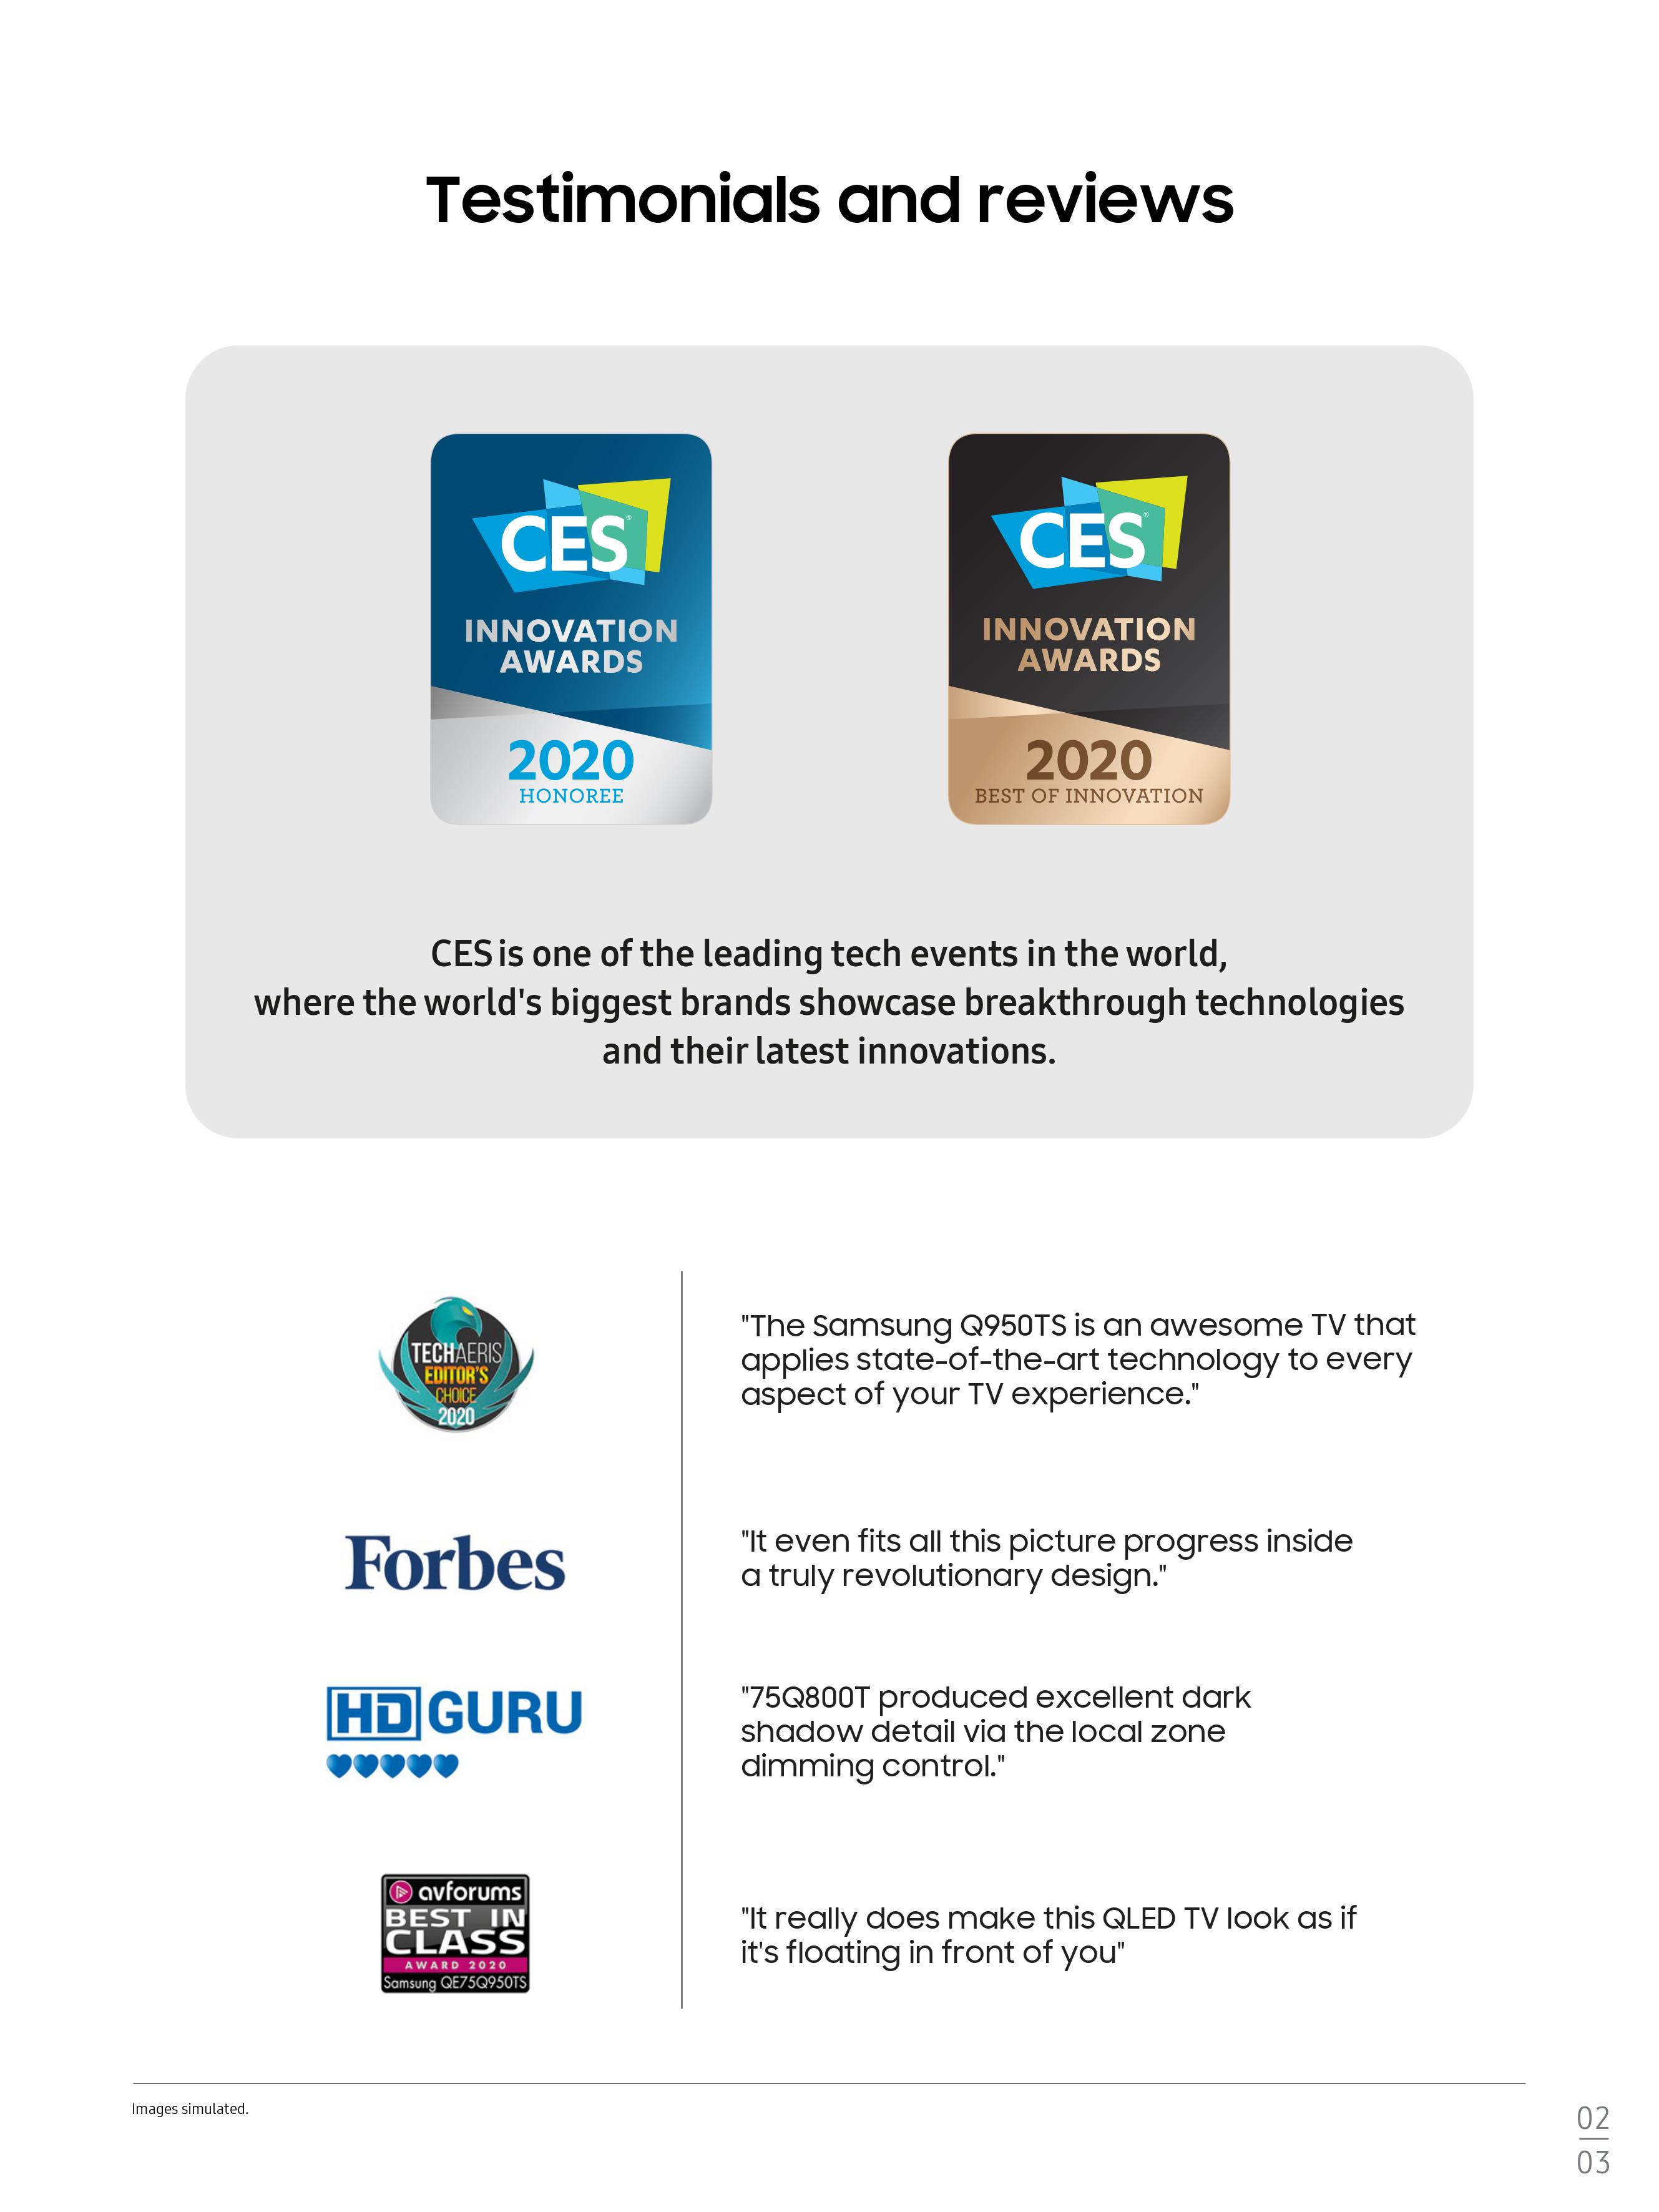 Testimonials and reviews
CES®
INNOVATION
AWARDS
2020
HONOREE
CES®
INNOVATION
AWARDS
2020
BEST OF INNOVATION
CES is one of the leading tech events in the world,
where the world's biggest brands showcase breakthrough technologies
and their latest innovations.
TECHAERIS
EDITOR'S
CHOICE
2020
"The Samsung Q950TS is an awesome TV that
applies state-of-the-art technology to every
aspect of your TV experience."
Forbes
"It even fits all this picture progress inside
a truly revolutionary design."
HD GURU
"75Q800T produced excellent dark
shadow detail via the local zone
dimming control."
avforums
BEST IN
CLASS
AWARD 2020
Samsung QE75Q950TS
"It really does make this QLED TV look as if
it's floating in front of you"
Images simulated.
02
03